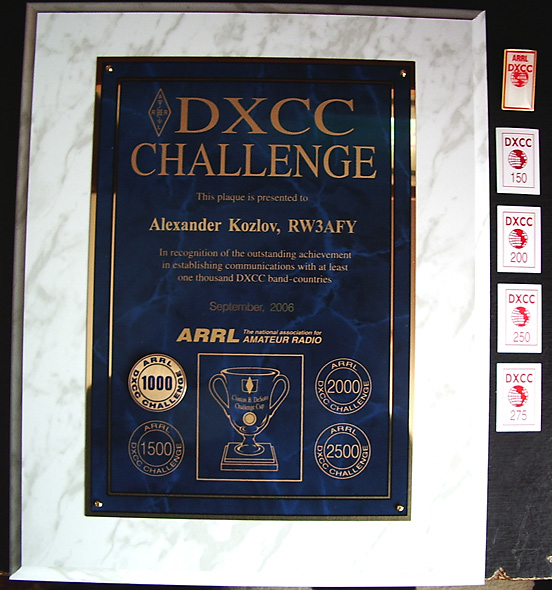 DXCC
CHALLENGE
This plaque is presented to
Alexander Kozlov, RW3AFY
In recognition of the outstanding achievement
in establishing communications with at least
one thousand DXCC band-countries
September, 2006
ARRL The national association for
AMATEUR RADIO
ARRL
1000
DXCC CHALLENGE
ARRL
1500
DXCC CHALLENGE
Clinton B. DeSoto
Challenge Cup
ARRL
2000
DXCC CHALLENGE
ARRL
2500
DXCC CHALLENGE
ARRL
DXCC
DXCC
150
DXCC
200
DXCC
250
DXCC
275